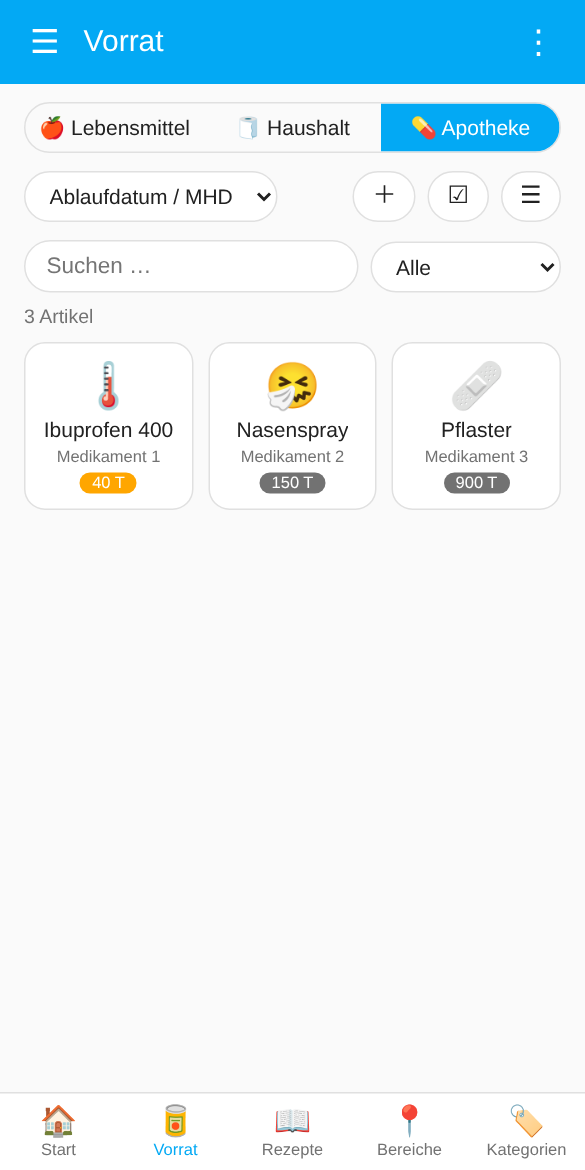 ☰ Vorrat ⋮
🍎 Lebensmittel 🧻 Haushalt 💊 Apotheke
Ablaufdatum / MHD + ☑ ☰
Suchen … Alle
3 Artikel
Ibuprofen 400 Nasenspray Pflaster
Medikament 1 Medikament 2 Medikament 3
40 T 150 T 900 T
Start Vorrat Rezepte Bereiche Kategorien